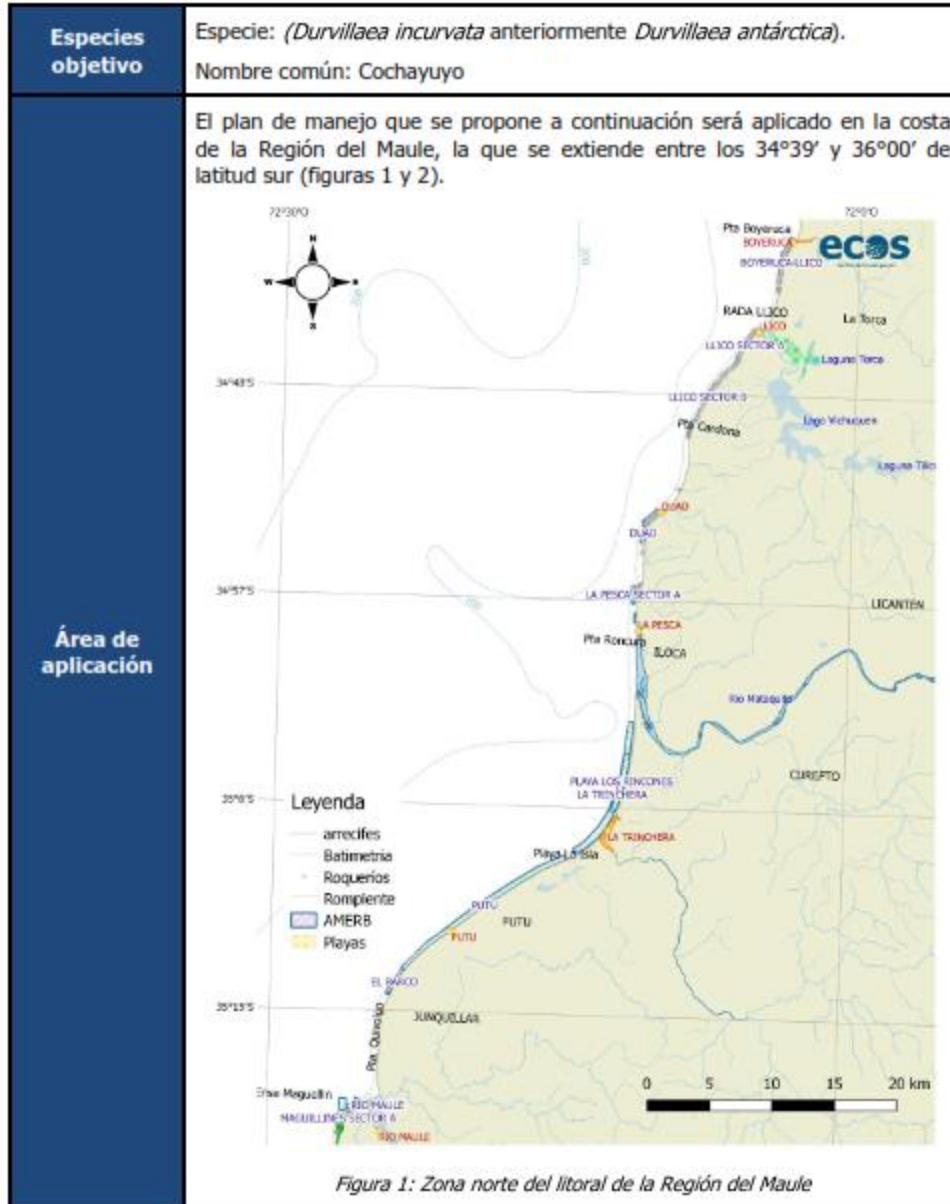 Especies
objetivo
Especie: (Durvillaea incurvata anteriormente Durvillaea antárctica).
Nombre común: Cochayuyo
Área de
aplicación
El plan de manejo que se propone a continuación será aplicado en la costa
de la Región del Maule, la que se extiende entre los 34°39' y 36°00' de
latitud sur (figuras 1 y 2).
72°30'O
72°0'O
N
W
S
Pta Boyeruca
BOYERUCA
ecos
BOYERUCA-LLICO
RADA LLICO
LLICO
La Torca
LLICO SECTOR A
Laguna Torca
34°48'S
Lago Vichuquen
Pta Cardona
DUAO
DUAO
34°57'S
LA PESCA SECTOR A
LICANTEN
LA PESCA
ILOCA
Rio Mataquito
PLAYA LOS RINCONES
LA TRINCHERA
CUREPTO
35°6'S
Leyenda
arrecifes
Batimetria
Roqueríos
Rompiente
AMERB
Playas
LA TRINCHERA
Playa La Isla
PUTU
PUTU
PUTU
EL BARCO
35°15'S
JUNQUILLAR
RIO MAULE
MAGUILLINES SECTOR A
RIO MAULE
0 5 10 15 20 km
Figura 1: Zona norte del litoral de la Región del Maule